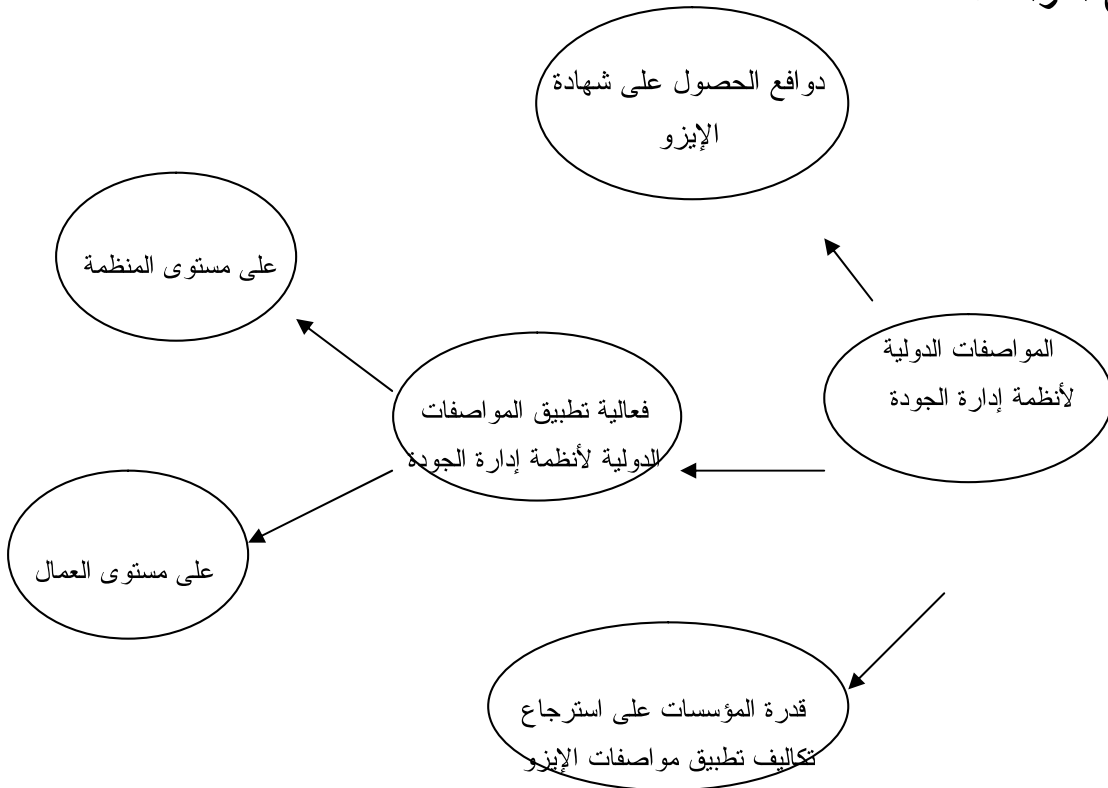 دوافع الحصول على شهادة
الإيزو
المواصفات الدولية
لأنظمة إدارة الجودة
فعالية تطبيق المواصفات
الدولية لأنظمة إدارة الجودة
على مستوى المنظمة
على مستوى العمال
قدرة المؤسسات على استرجاع
تكاليف تطبيق مواصفات الإيزو